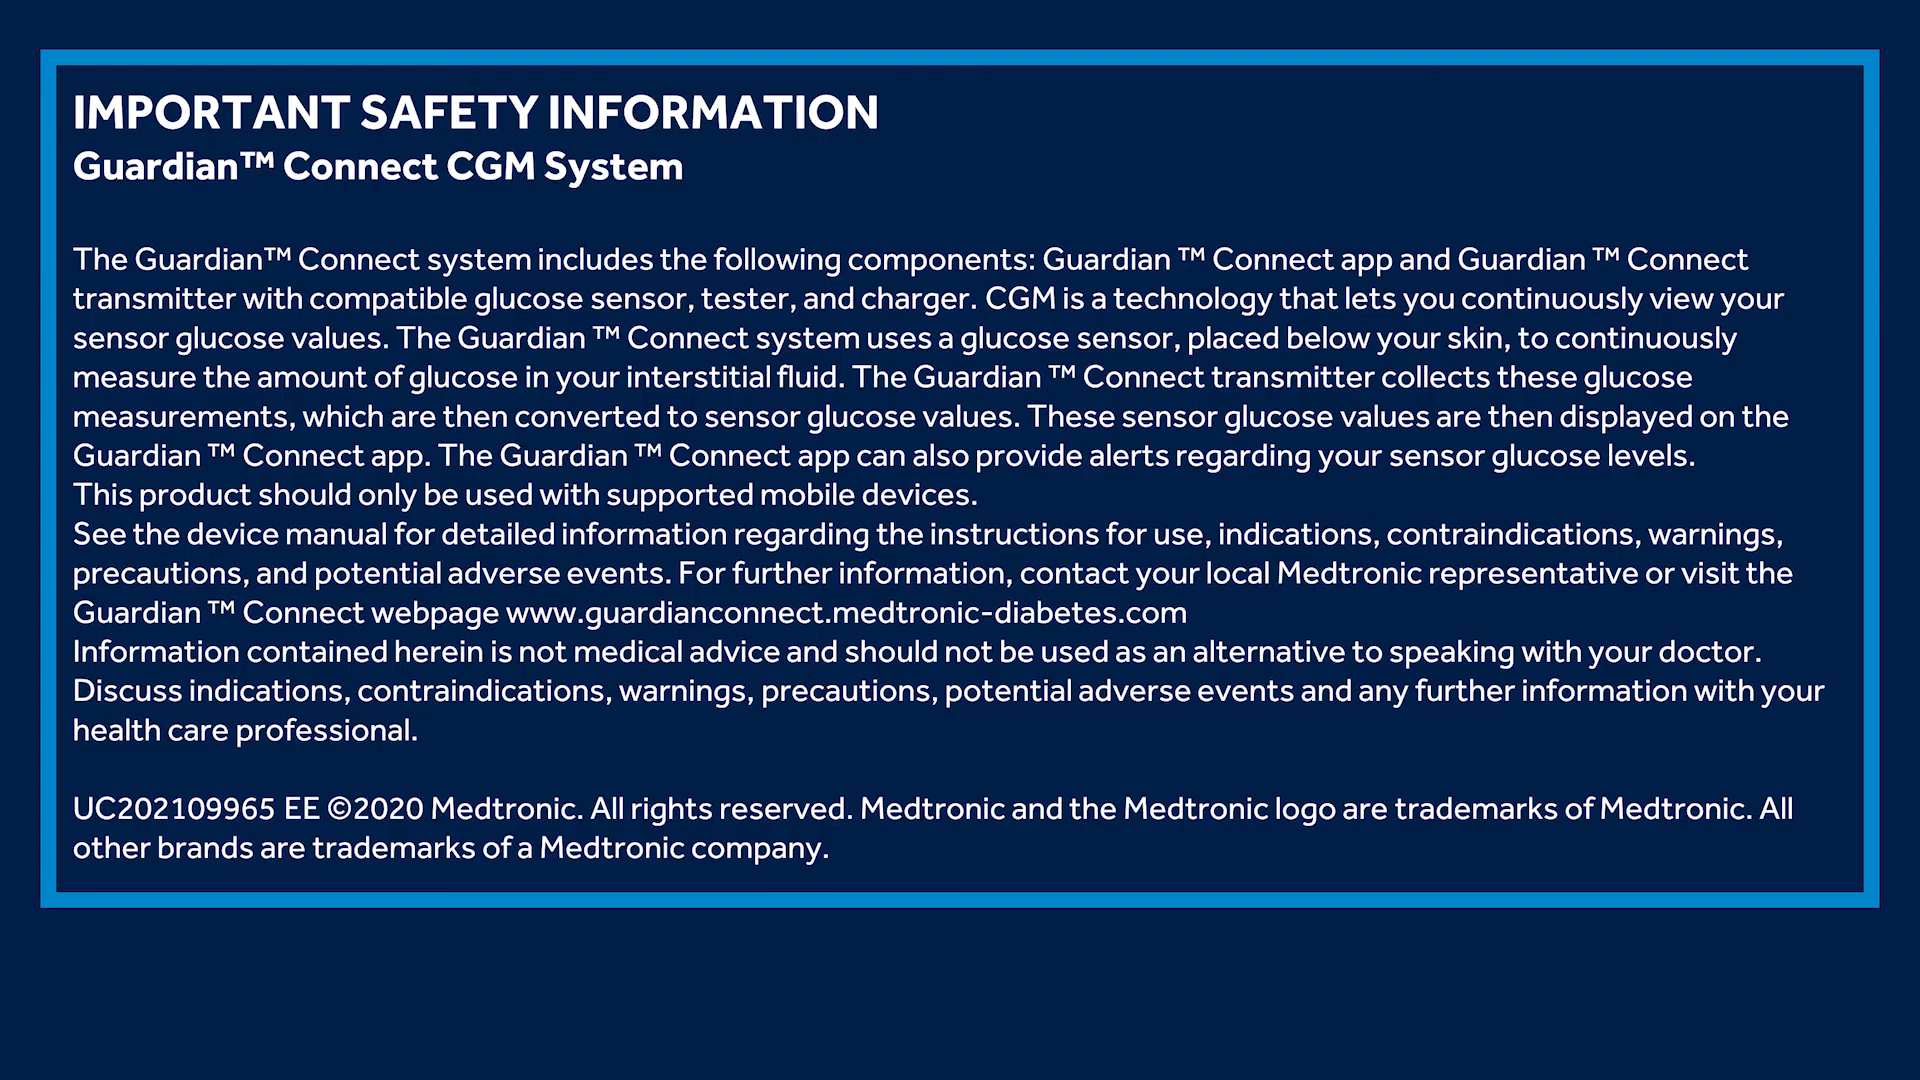 IMPORTANT SAFETY INFORMATION
Guardian™ Connect CGM System
The Guardian™ Connect system includes the following components: Guardian ™ Connect app and Guardian ™ Connect
transmitter with compatible glucose sensor, tester, and charger. CGM is a technology that lets you continuously view your
sensor glucose values. The Guardian ™ Connect system uses a glucose sensor, placed below your skin, to continuously
measure the amount of glucose in your interstitial fluid. The Guardian ™ Connect transmitter collects these glucose
measurements, which are then converted to sensor glucose values. These sensor glucose values are then displayed on the
Guardian ™ Connect app. The Guardian ™ Connect app can also provide alerts regarding your sensor glucose levels.
This product should only be used with supported mobile devices.
See the device manual for detailed information regarding the instructions for use, indications, contraindications, warnings,
precautions, and potential adverse events. For further information, contact your local Medtronic representative or visit the
Guardian ™ Connect webpage www.guardianconnect.medtronic-diabetes.com
Information contained herein is not medical advice and should not be used as an alternative to speaking with your doctor.
Discuss indications, contraindications, warnings, precautions, potential adverse events and any further information with your
health care professional.
UC202109965 EE ©2020 Medtronic. All rights reserved. Medtronic and the Medtronic logo are trademarks of Medtronic. All
other brands are trademarks of a Medtronic company.